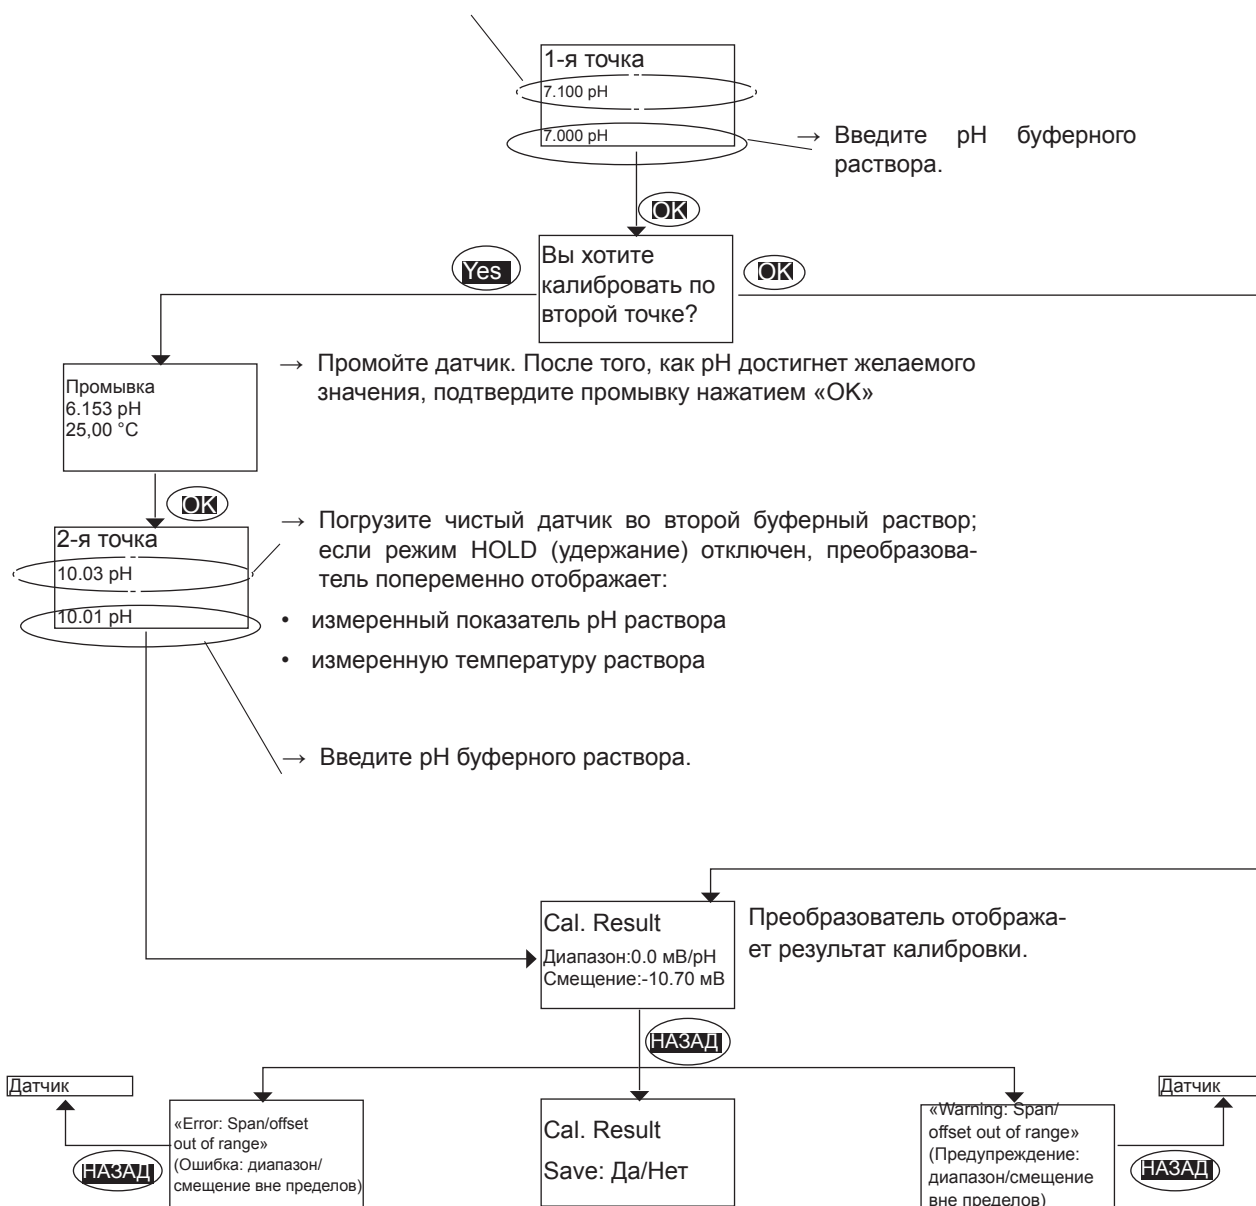 1-я точка
7.100 pH
7.000 pH
→ Введите pH буферного
раствора.
OK
Вы хотите
калибровать по
второй точке?
Yes
OK
Промывка
6.153 pH
25,00 °C
→ Промойте датчик. После того, как pH достигнет желаемого
значения, подтвердите промывку нажатием «OK»
OK
2-я точка
10.03 pH
10.01 pH
→ Погрузите чистый датчик во второй буферный раствор;
если режим HOLD (удержание) отключен, преобразова-
тель попеременно отображает:
• измеренный показатель pH раствора
• измеренную температуру раствора
→ Введите pH буферного раствора.
Cal. Result
Диапазон:0.0 мВ/pH
Смещение:-10.70 мВ
Преобразователь отобража-
ет результат калибровки.
НАЗАД
Датчик
«Error: Span/offset
out of range»
(Ошибка: диапазон/
смещение вне пределов)
НАЗАД
Cal. Result
Save: Да/Нет
«Warning: Span/
offset out of range»
(Предупреждение:
диапазон/смещение
вне пределов)
НАЗАД
Датчик